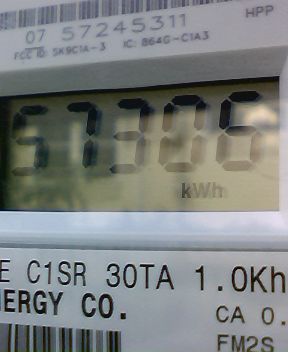 HPP
07 57245311
FCC ID: SK9C1A-3 IC: 864G-C1A3
57306
kWh
E C1SR 30TA 1.0Kh
NERGY CO.
CA 0.
FM2S